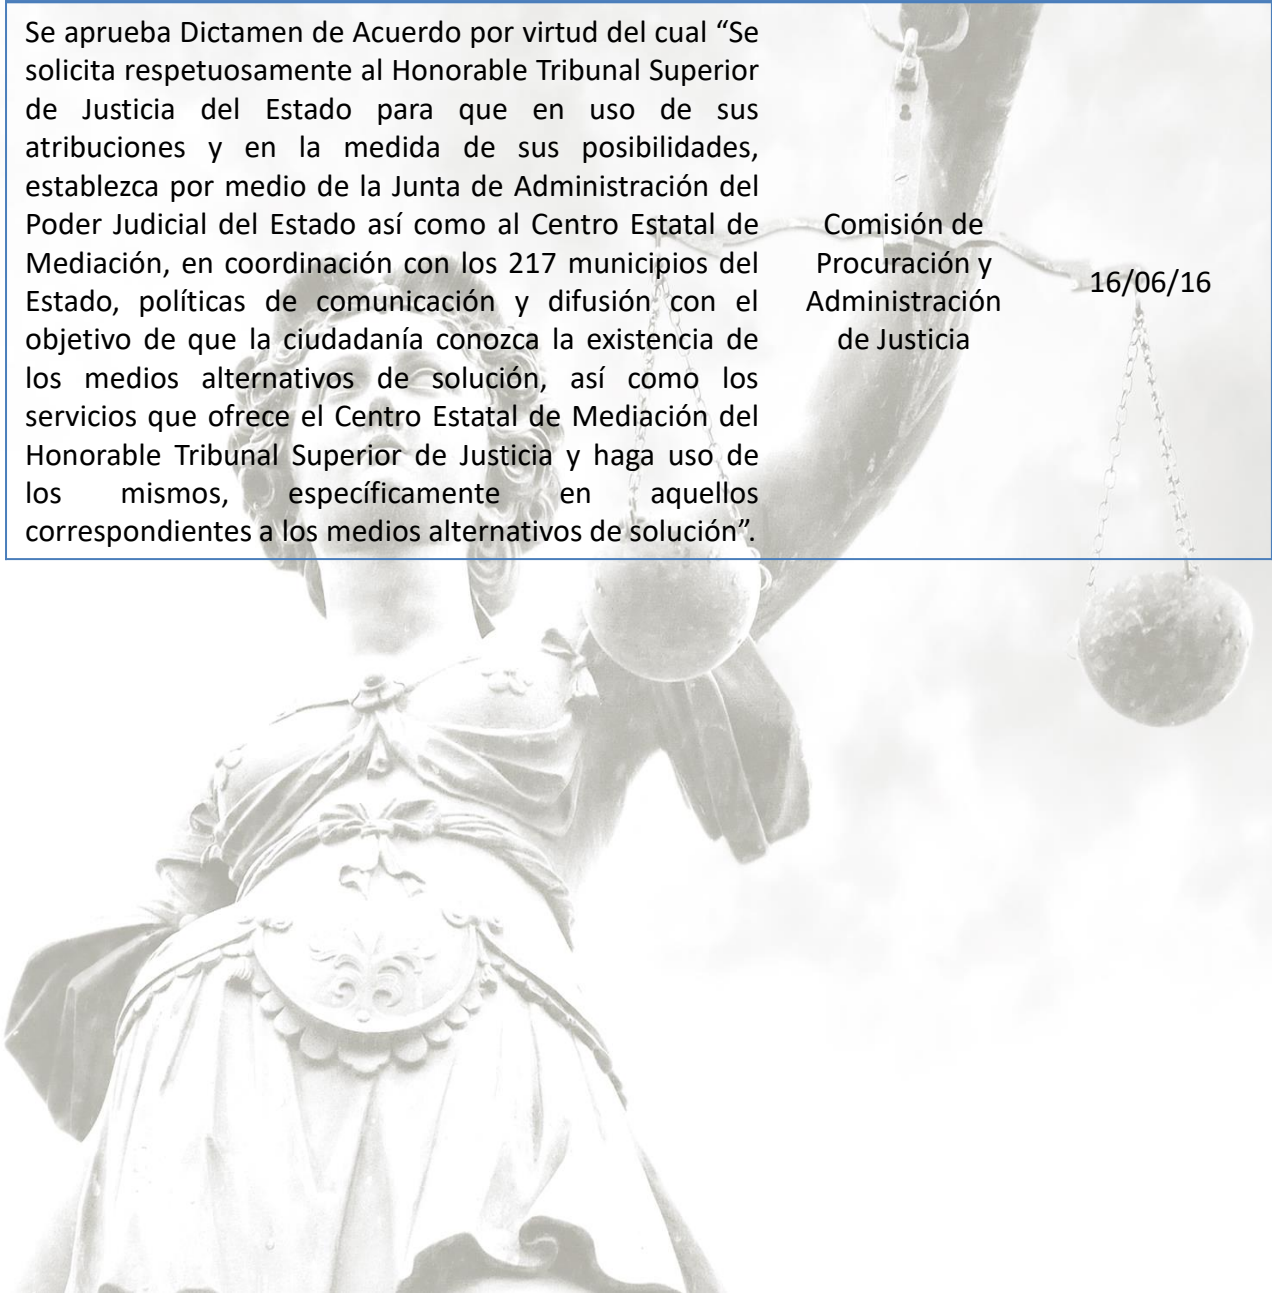 Se aprueba Dictamen de Acuerdo por virtud del cual “Se
solicita respetuosamente al Honorable Tribunal Superior
de Justicia del Estado para que en uso de sus
atribuciones y en la medida de sus posibilidades,
establezca por medio de la Junta de Administración del
Poder Judicial del Estado así como al Centro Estatal de
Mediación, en coordinación con los 217 municipios del
Estado, políticas de comunicación y difusión con el
objetivo de que la ciudadanía conozca la existencia de
los medios alternativos de solución, así como los
servicios que ofrece el Centro Estatal de Mediación del
Honorable Tribunal Superior de Justicia y haga uso de
los mismos, específicamente en aquellos
correspondientes a los medios alternativos de solución”.
Comisión de
Procuración y
Administración
de Justicia
16/06/16